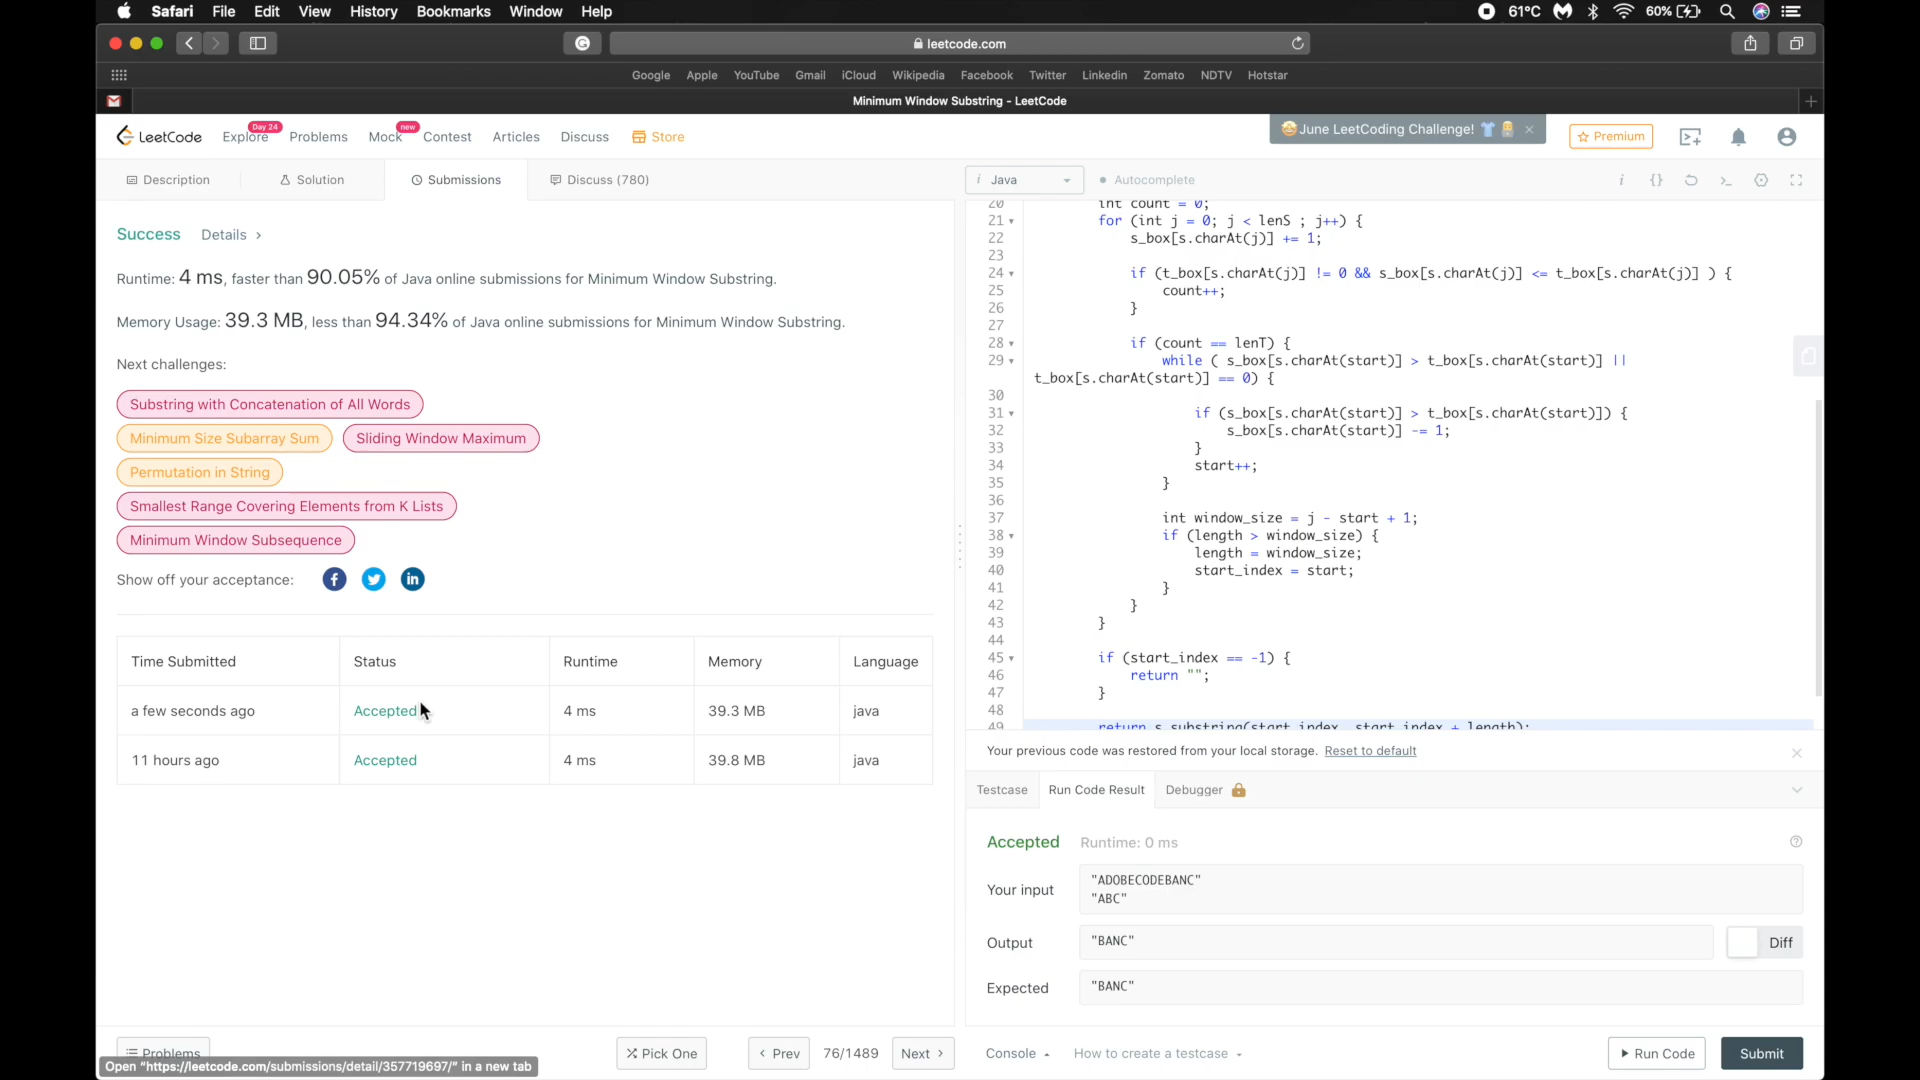 Safari File Edit View History Bookmarks Window Help
61°C 60%
leetcode.com
Google Apple YouTube Gmail iCloud Wikipedia Facebook Twitter Linkedin Zomato NDTV Hotstar
Minimum Window Substring - LeetCode
LeetCode Explore Day 24 Problems Mock new Contest Articles Discuss Store
June LeetCoding Challenge! Premium
Description Solution Submissions Discuss (780)
Success Details >
Runtime: 4 ms, faster than 90.05% of Java online submissions for Minimum Window Substring.
Memory Usage: 39.3 MB, less than 94.34% of Java online submissions for Minimum Window Substring.
Next challenges:
Substring with Concatenation of All Words
Minimum Size Subarray Sum Sliding Window Maximum
Permutation in String
Smallest Range Covering Elements from K Lists
Minimum Window Subsequence
Show off your acceptance:
Time Submitted Status Runtime Memory Language
a few seconds ago Accepted 4 ms 39.3 MB java
11 hours ago Accepted 4 ms 39.8 MB java
Problems
Open "https://leetcode.com/submissions/detail/357719697/" in a new tab
Pick One < Prev 76/1489 Next >
i Java Autocomplete
20 int count = 0;
21 for (int j = 0; j < lenS ; j++) {
22 s_box[s.charAt(j)] += 1;
23
24 if (t_box[s.charAt(j)] != 0 && s_box[s.charAt(j)] <= t_box[s.charAt(j)] ) {
25 count++;
26 }
27
28 if (count == lenT) {
29 while ( s_box[s.charAt(start)] > t_box[s.charAt(start)] ||
t_box[s.charAt(start)] == 0) {
30
31 if (s_box[s.charAt(start)] > t_box[s.charAt(start)]) {
32 s_box[s.charAt(start)] -= 1;
33 }
34 start++;
35 }
36
37 int window_size = j - start + 1;
38 if (length > window_size) {
39 length = window_size;
40 start_index = start;
41 }
42 }
43 }
44
45 if (start_index == -1) {
46 return "";
47 }
48
49 return s.substring(start_index, start_index + length);
Your previous code was restored from your local storage. Reset to default
Testcase Run Code Result Debugger
Accepted Runtime: 0 ms
Your input "ADOBECODEBANC"
"ABC"
Output "BANC" Diff
Expected "BANC"
Console How to create a testcase Run Code Submit